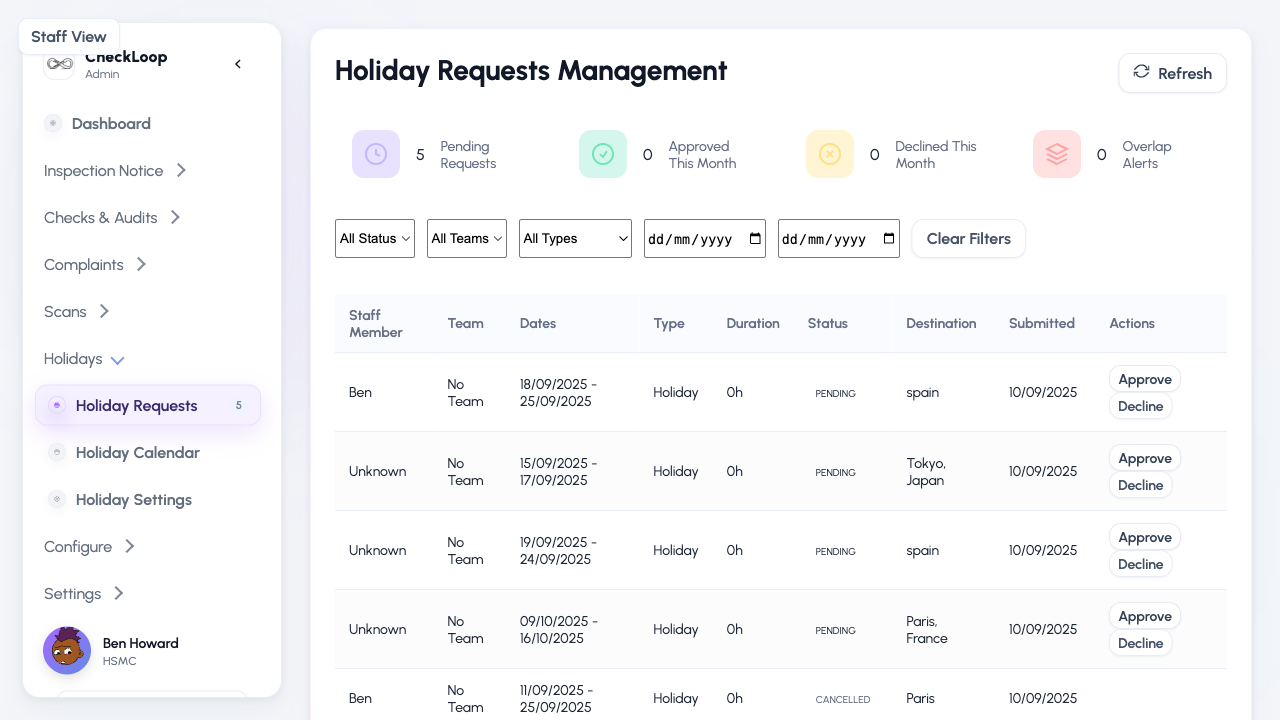 Staff View
CheckLoop
Admin
Dashboard
Inspection Notice
Checks & Audits
Complaints
Scans
Holidays
Holiday Requests 5
Holiday Calendar
Holiday Settings
Configure
Settings
Ben Howard
HSMC
Holiday Requests Management
Refresh
5 Pending
Requests
0 Approved
This Month
0 Declined This
Month
0 Overlap
Alerts
All Status All Teams All Types dd/mm/yyyy dd/mm/yyyy Clear Filters
Staff
Member
Team Dates Type Duration Status Destination Submitted Actions
Ben
No
Team
18/09/2025 -
25/09/2025
Holiday 0h PENDING spain 10/09/2025
Approve
Decline
Unknown
No
Team
15/09/2025 -
17/09/2025
Holiday 0h PENDING
Tokyo,
Japan
10/09/2025
Approve
Decline
Unknown
No
Team
19/09/2025 -
24/09/2025
Holiday 0h PENDING spain 10/09/2025
Approve
Decline
Unknown
No
Team
09/10/2025 -
16/10/2025
Holiday 0h PENDING
Paris,
France
10/09/2025
Approve
Decline
Ben
No
Team
11/09/2025 -
25/09/2025
Holiday 0h CANCELLED Paris 10/09/2025